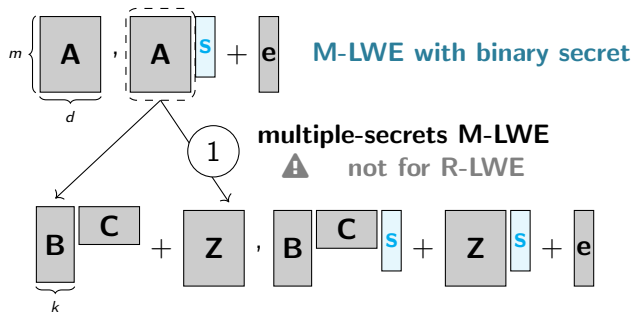 m A , A s + e M-LWE with binary secret
d
1 multiple-secrets M-LWE
not for R-LWE
B C + Z , B C s + Z s + e
k